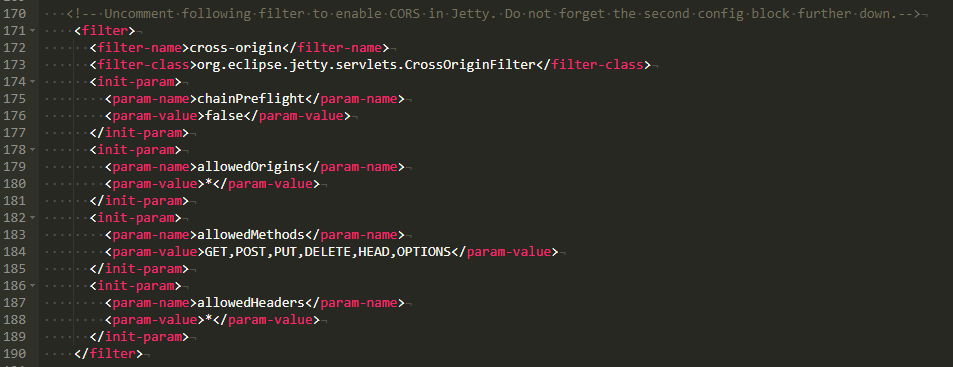 170 <!-- Uncomment following filter to enable CORS in Jetty. Do not forget the second config block further down.-->
171 <filter>
172 <filter-name>cross-origin</filter-name>
173 <filter-class>org.eclipse.jetty.servlets.CrossOriginFilter</filter-class>
174 <init-param>
175 <param-name>chainPreflight</param-name>
176 <param-value>false</param-value>
177 </init-param>
178 <init-param>
179 <param-name>allowedOrigins</param-name>
180 <param-value>*</param-value>
181 </init-param>
182 <init-param>
183 <param-name>allowedMethods</param-name>
184 <param-value>GET,POST,PUT,DELETE,HEAD,OPTIONS</param-value>
185 </init-param>
186 <init-param>
187 <param-name>allowedHeaders</param-name>
188 <param-value>*</param-value>
189 </init-param>
190 </filter>